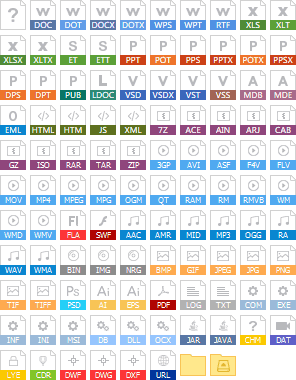 ? W W W W W W W X X
DOC DOT DOCX DOTX WPS WPT RTF XLS XLT
X X S S P P P P P P
XLSX XLTX ET ETT PPT POT PPS PPTX POTX PPSX
P P P L V V V V A A
DPS DPT PUB LDOC VSD VSDX VST VSS MDB MDE
O
EML HTML HTM JS XML 7Z ACE AIN ARJ CAB
GZ ISO RAR TAR ZIP 3GP AVI ASF F4V FLV
MOV MP4 MPEG MPG OGM QT RAM RM RMVB WM
Fl
WMD WMV FLA SWF AAC AMR MID MP3 OGG RA
WAV WMA BIN IMG NRG BMP GIF JPEG JPG PNG
Ps Ai
TIF TIFF PSD AI EPS PDF LOG TXT COM EXE
?
INF INI MSI DB DLL OCX JAR JAVA CHM DAT
LYE CDR DWF DWG DXF URL